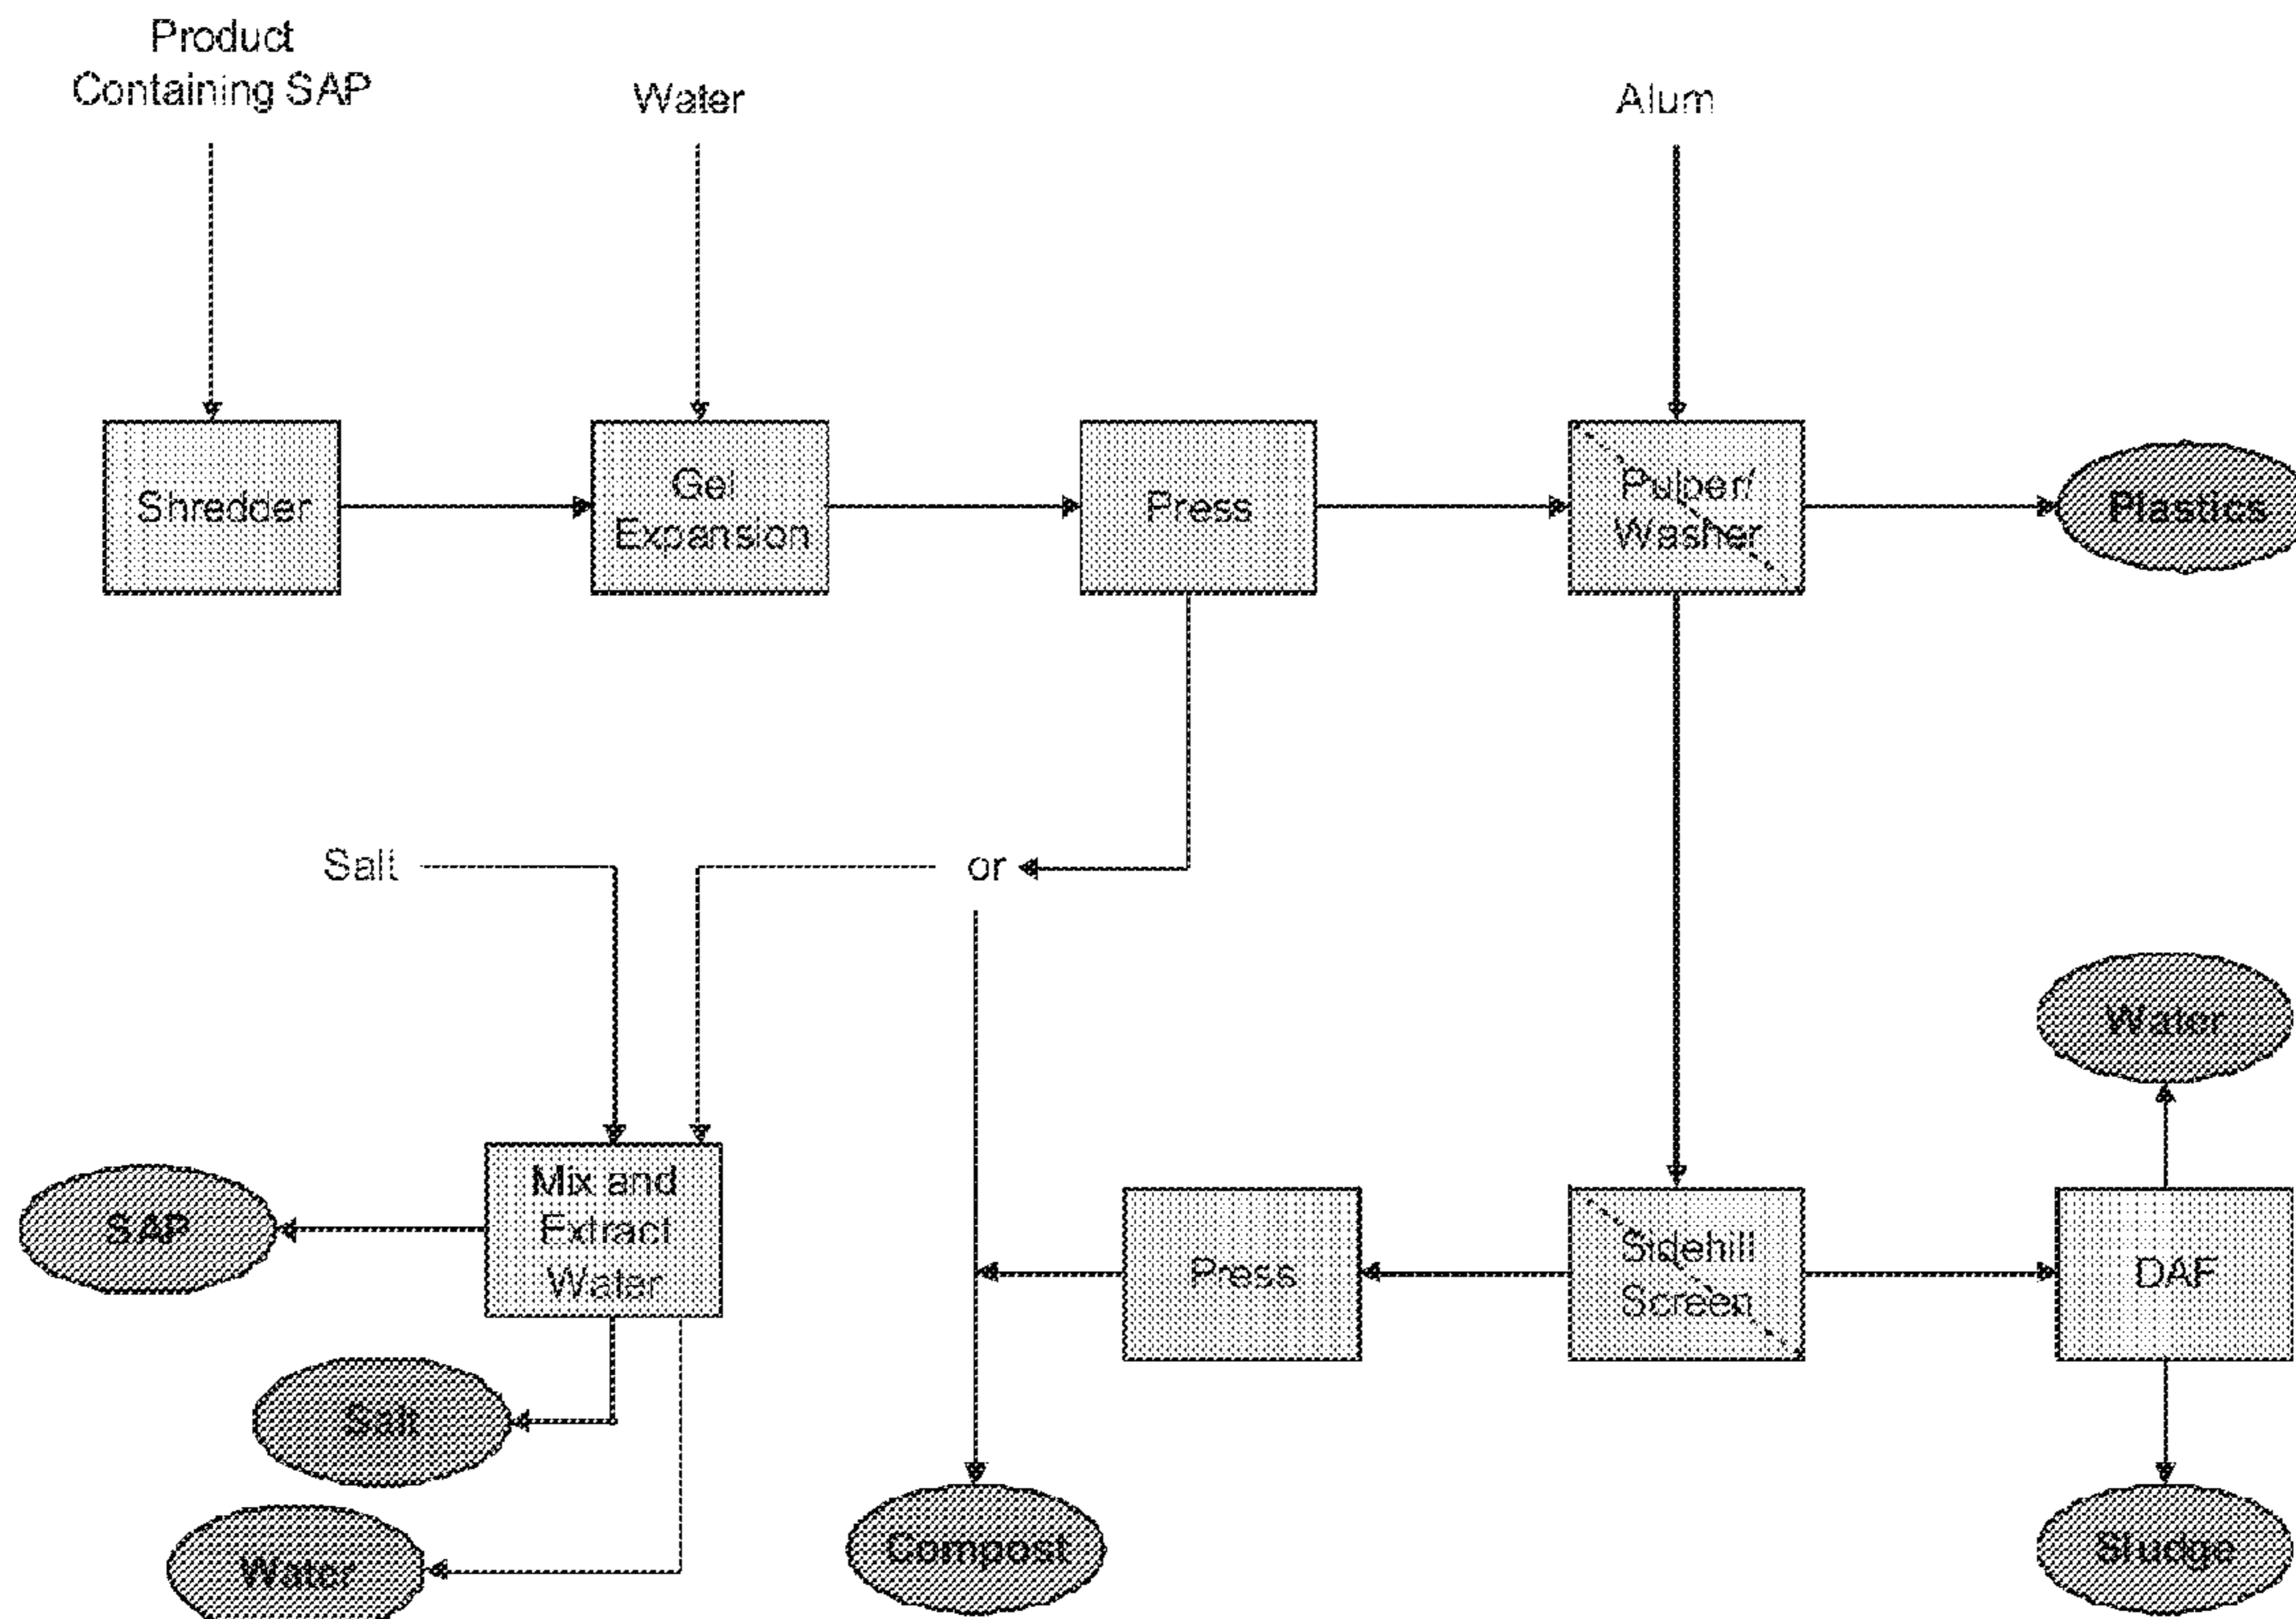 Product
Containing SAP
Water
Alum
Shredder
Gel
Expansion
Press
Pulper/
Washer
Plastics
Salt
or
Water
Mix and
Extract
Water
SAP
Press
Sidehill
Screen
DAF
Salt
Water
Compost
Sludge